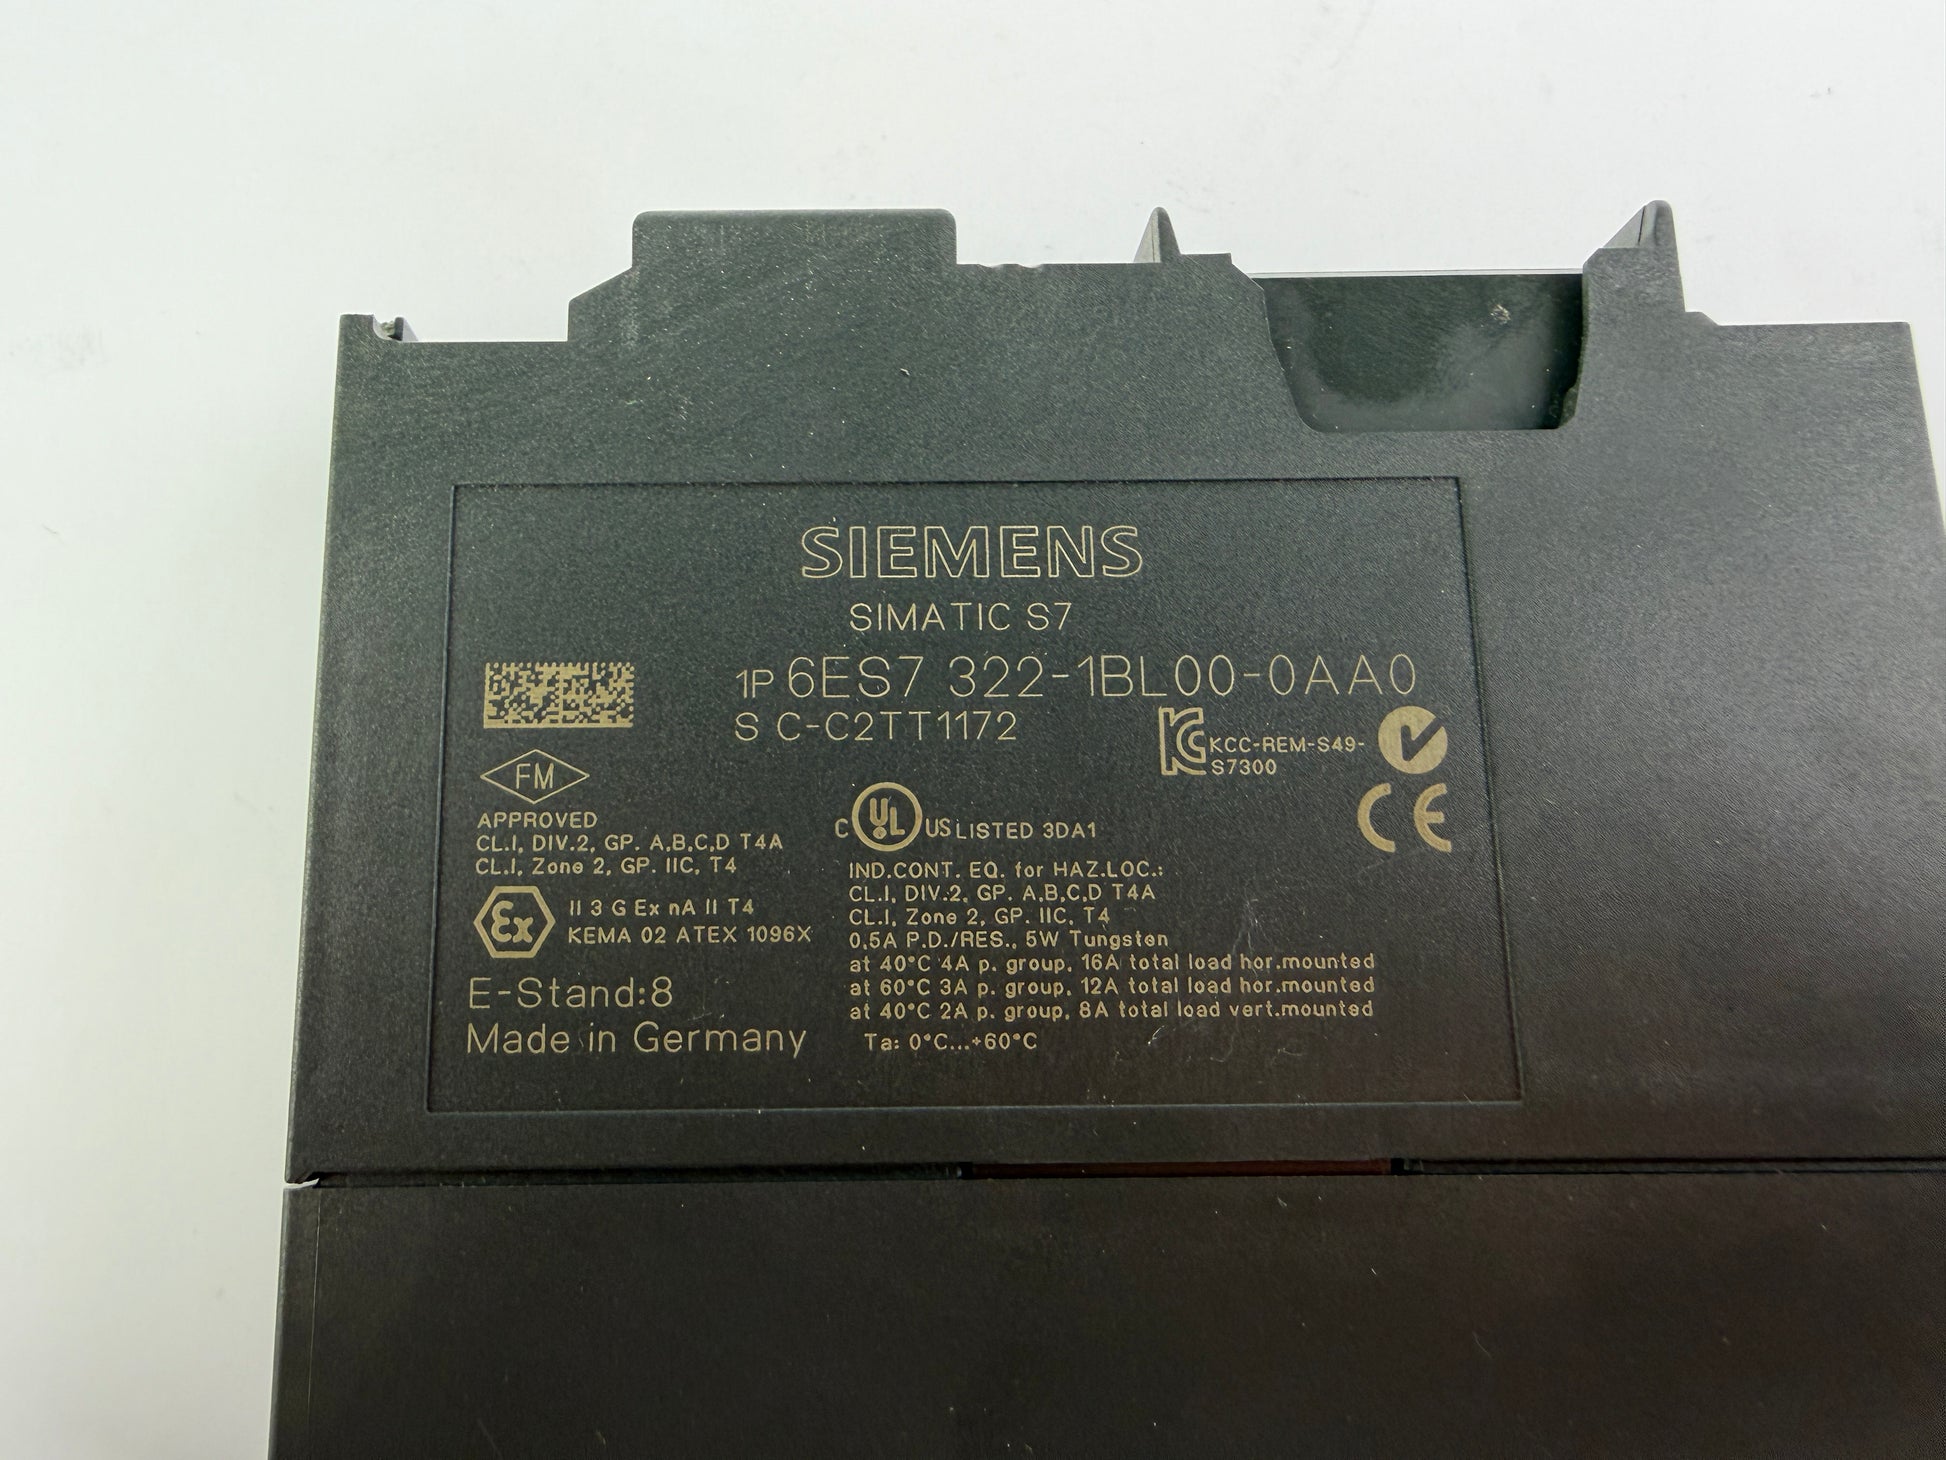 SIEMENS
SIMATIC S7
1P 6ES7 322-1BL00-0AA0
S C-C2TT1172
KCC-REM-S49-
S7300
FM
APPROVED
CL.I, DIV.2, GP. A,B,C,D T4A
CL.I, Zone 2, GP. IIC, T4
Ex
II 3 G Ex nA II T4
KEMA 02 ATEX 1096X
E-Stand:8
Made in Germany
C UL US LISTED 3DA1
CE
IND.CONT. EQ. for HAZ.LOC.:
CL.I, DIV.2, GP. A,B,C,D T4A
CL.I, Zone 2, GP. IIC, T4
0,5A P.D./RES., 5W Tungsten
at 40°C 4A p. group, 16A total load hor.mounted
at 60°C 3A p. group, 12A total load hor.mounted
at 40°C 2A p. group, 8A total load vert.mounted
Ta: 0°C...+60°C